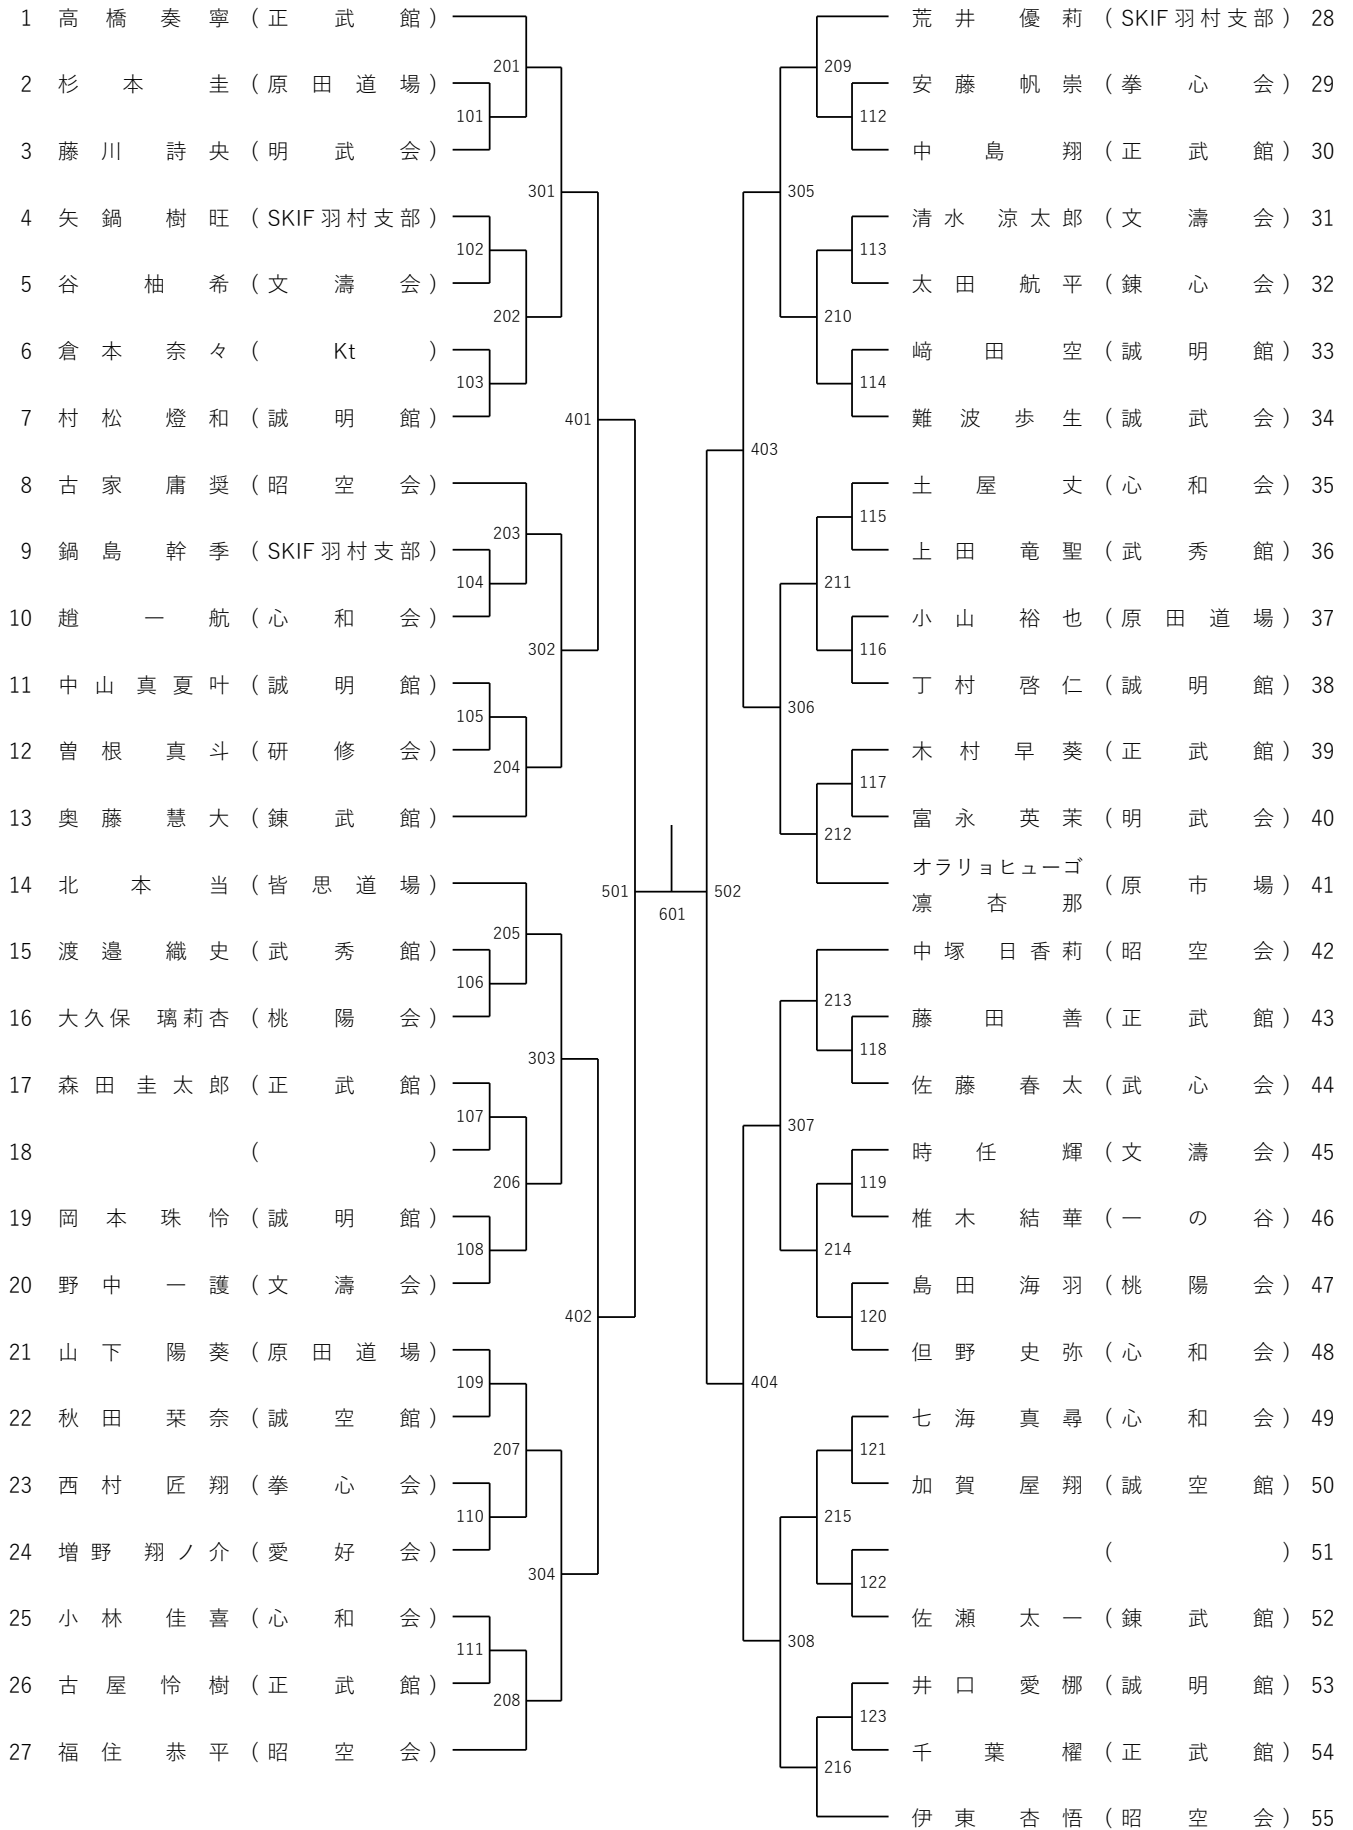 1 高橋 奏寧 (正武館)
201
2 杉本 圭 (原田道場)
101
3 藤川 詩央 (明武会)
301
4 矢鍋 樹旺 (SKIF羽村支部)
102
5 谷 柚希 (文濤会)
202
6 倉本 奈々 (Kt)
103
7 村松 燈和 (誠明館)
401
8 古家 庸奨 (昭空会)
203
9 鍋島 幹季 (SKIF羽村支部)
104
10 趙 一航 (心和会)
302
11 中山真夏叶 (誠明館)
105
12 曽根 真斗 (研修会)
204
13 奥藤 慧大 (錬武館)
14 北本 当 (皆思道場)
501
205
15 渡邉 織史 (武秀館)
106
16 大久保 璃莉杏 (桃陽会)
303
17 森田圭太郎 (正武館)
107
18 ( )
206
19 岡本珠怜 (誠明館)
108
20 野中 一護 (文濤会)
402
21 山下 陽葵 (原田道場)
109
22 秋田 栞奈 (誠空館)
207
23 西村 匠翔 (拳心会)
110
24 増野 翔ノ介 (愛好会)
304
25 小林 佳喜 (心和会)
111
26 古屋怜樹 (正武館)
208
27 福住 恭平 (昭空会)
601
荒井 優莉 (SKIF羽村支部) 28
209
安藤 帆崇 (拳心会) 29
112
中島 翔 (正武館) 30
305
清水 涼太郎 (文濤会) 31
113
太田 航平 (錬心会) 32
210
﨑田 空 (誠明館) 33
114
難波歩生 (誠武会) 34
403
土屋 丈 (心和会) 35
115
上田 竜聖 (武秀館) 36
211
小山 裕也 (原田道場) 37
116
丁村 啓仁 (誠明館) 38
306
木村早葵 (正武館) 39
117
富永 英茉 (明武会) 40
212
オラリョヒューゴ
凛杏那 (原市場) 41
502
中塚 日香莉 (昭空会) 42
213
藤田 善 (正武館) 43
118
佐藤 春太 (武心会) 44
307
時任 輝 (文濤会) 45
119
椎木 結華 (一の谷) 46
214
島田 海羽 (桃陽会) 47
120
但野 史弥 (心和会) 48
404
七海 真尋 (心和会) 49
121
加賀屋翔 (誠空館) 50
215
( ) 51
122
佐瀬 太一 (錬武館) 52
308
井口 愛梛 (誠明館) 53
123
千葉 櫂 (正武館) 54
216
伊東 杏悟 (昭空会) 55